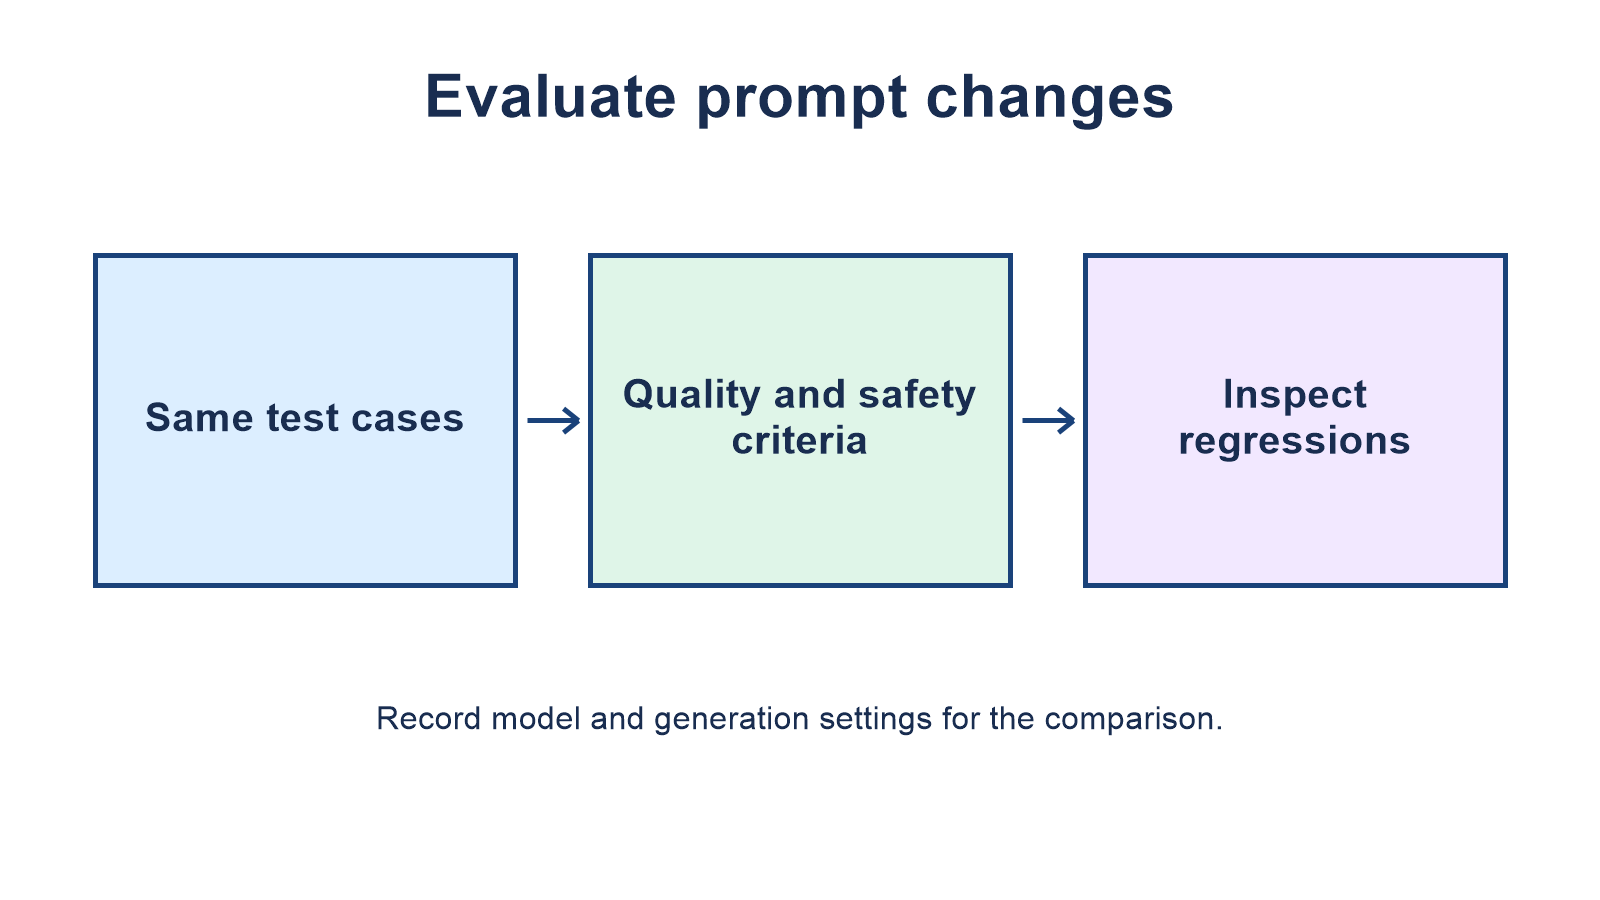 Evaluate prompt changes
Same test cases
Quality and safety
criteria
Inspect
regressions
Record model and generation settings for the comparison.